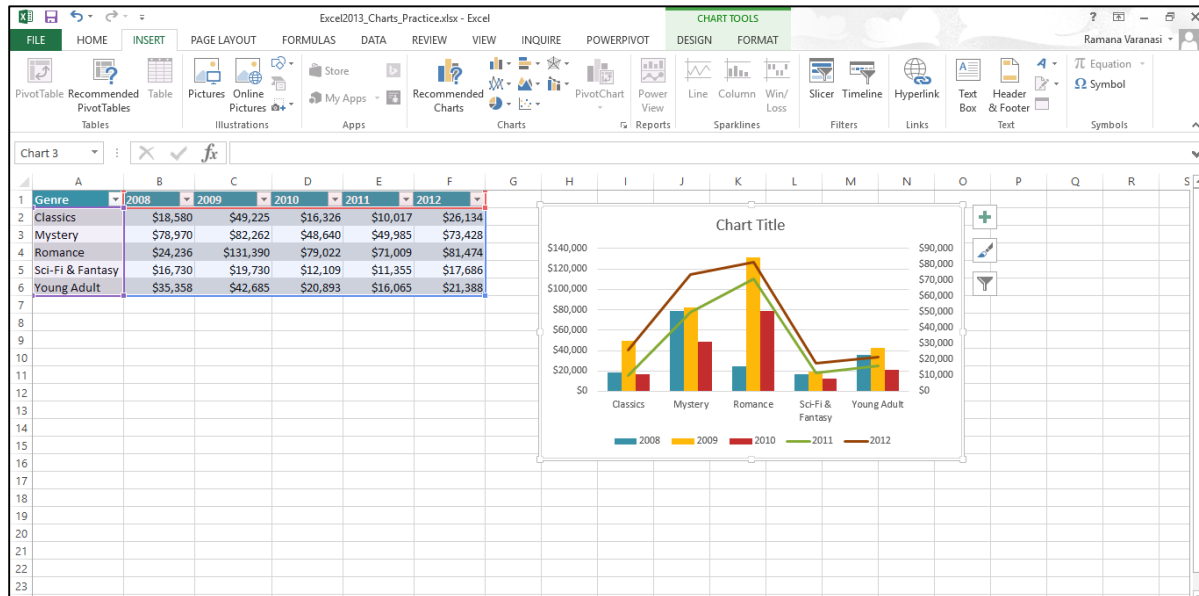 Excel2013_Charts_Practice.xlsx - Excel
CHART TOOLS
?
FILE HOME INSERT PAGE LAYOUT FORMULAS DATA REVIEW VIEW INQUIRE POWERPIVOT DESIGN FORMAT
Ramana Varanasi
PivotTable Recommended PivotTables Table
Pictures Online Pictures
Store
My Apps
Recommended Charts
PivotChart
Power View
Line Column Win/ Loss
Slicer Timeline
Hyperlink
Text Box Header & Footer
π Equation
Ω Symbol
Tables Illustrations Apps Charts Reports Sparklines Filters Links Text Symbols
Chart 3 fx
A B C D E F G H I J K L M N O P Q R S
1 Genre 2008 2009 2010 2011 2012
2 Classics $18,580 $49,225 $16,326 $10,017 $26,134
3 Mystery $78,970 $82,262 $48,640 $49,985 $73,428
4 Romance $24,236 $131,390 $79,022 $71,009 $81,474
5 Sci-Fi & Fantasy $16,730 $19,730 $12,109 $11,355 $17,686
6 Young Adult $35,358 $42,685 $20,893 $16,065 $21,388
7
8
9
10
11
12
13
14
15
16
17
18
19
20
21
22
23
Chart Title
$140,000
$120,000
$100,000
$80,000
$60,000
$40,000
$20,000
$0
$90,000
$80,000
$70,000
$60,000
$50,000
$40,000
$30,000
$20,000
$10,000
$0
Classics Mystery Romance Sci-Fi & Young Adult
Fantasy
2008 2009 2010 2011 2012